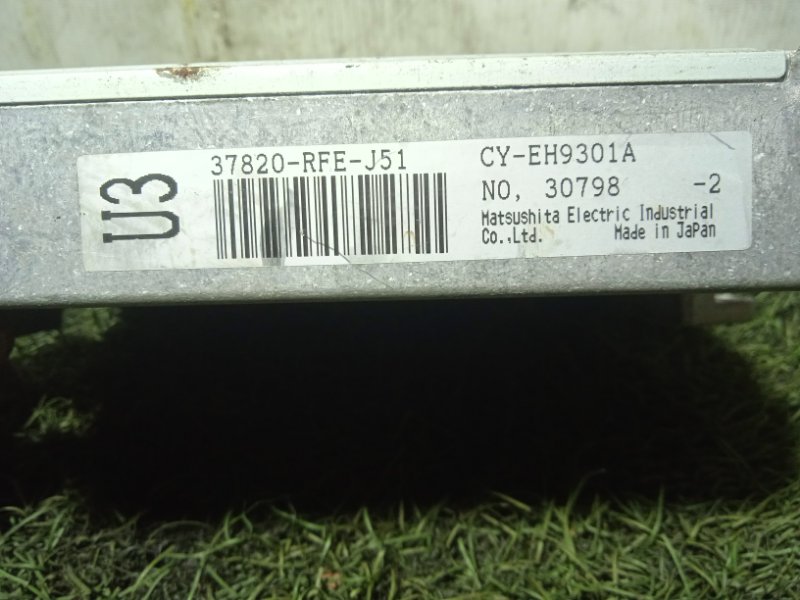 U3
37820-RFE-J51
CY-EH9301A
NO, 30798 -2
Matsushita Electric Industrial
Co.,Ltd. Made in JaPan